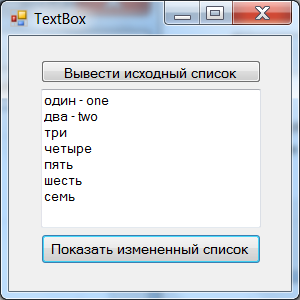 TextBox
Вывести исходный список
один - one
два - two
три
четыре
пять
шесть
семь
Показать измененный список